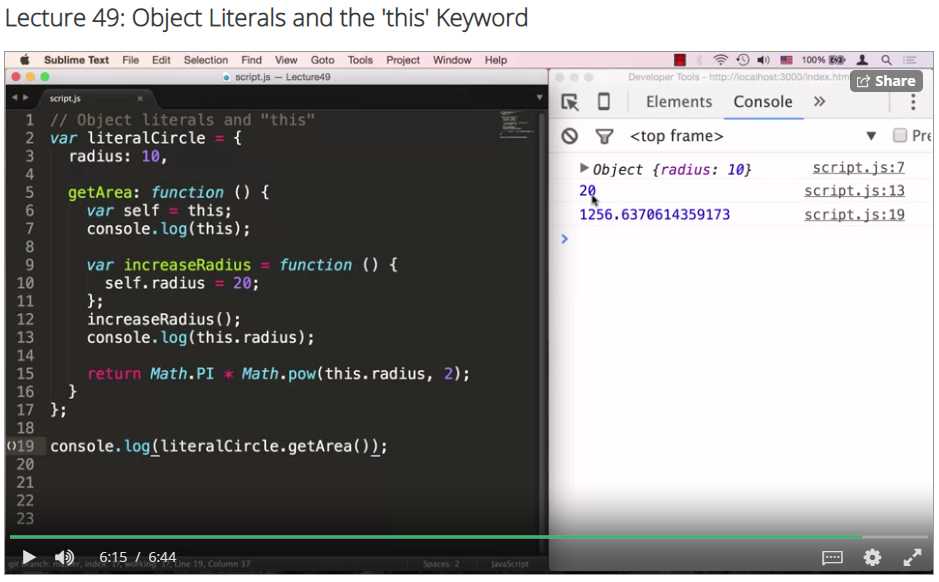 Lecture 49: Object Literals and the 'this' Keyword
Sublime Text File Edit Selection Find View Goto Tools Project Window Help 100%
script.js — Lecture49
Developer Tools - http://localhost:3000/index.htm
Share
script.js ×
Elements Console »
<top frame> Pre
1 // Object literals and "this"
2 var literalCircle = {
3 radius: 10,
4
5 getArea: function () {
6 var self = this;
7 console.log(this);
8
9 var increaseRadius = function () {
10 self.radius = 20;
11 };
12 increaseRadius();
13 console.log(this.radius);
14
15 return Math.PI * Math.pow(this.radius, 2);
16 }
17 };
18
19 console.log(literalCircle.getArea());
20
21
22
23
Object {radius: 10} script.js:7
20 script.js:13
1256.6370614359173 script.js:19
>
6:15 / 6:44
git branch: master, index: 17, working: 17, Line 19, Column 37 Spaces: 2 JavaScript